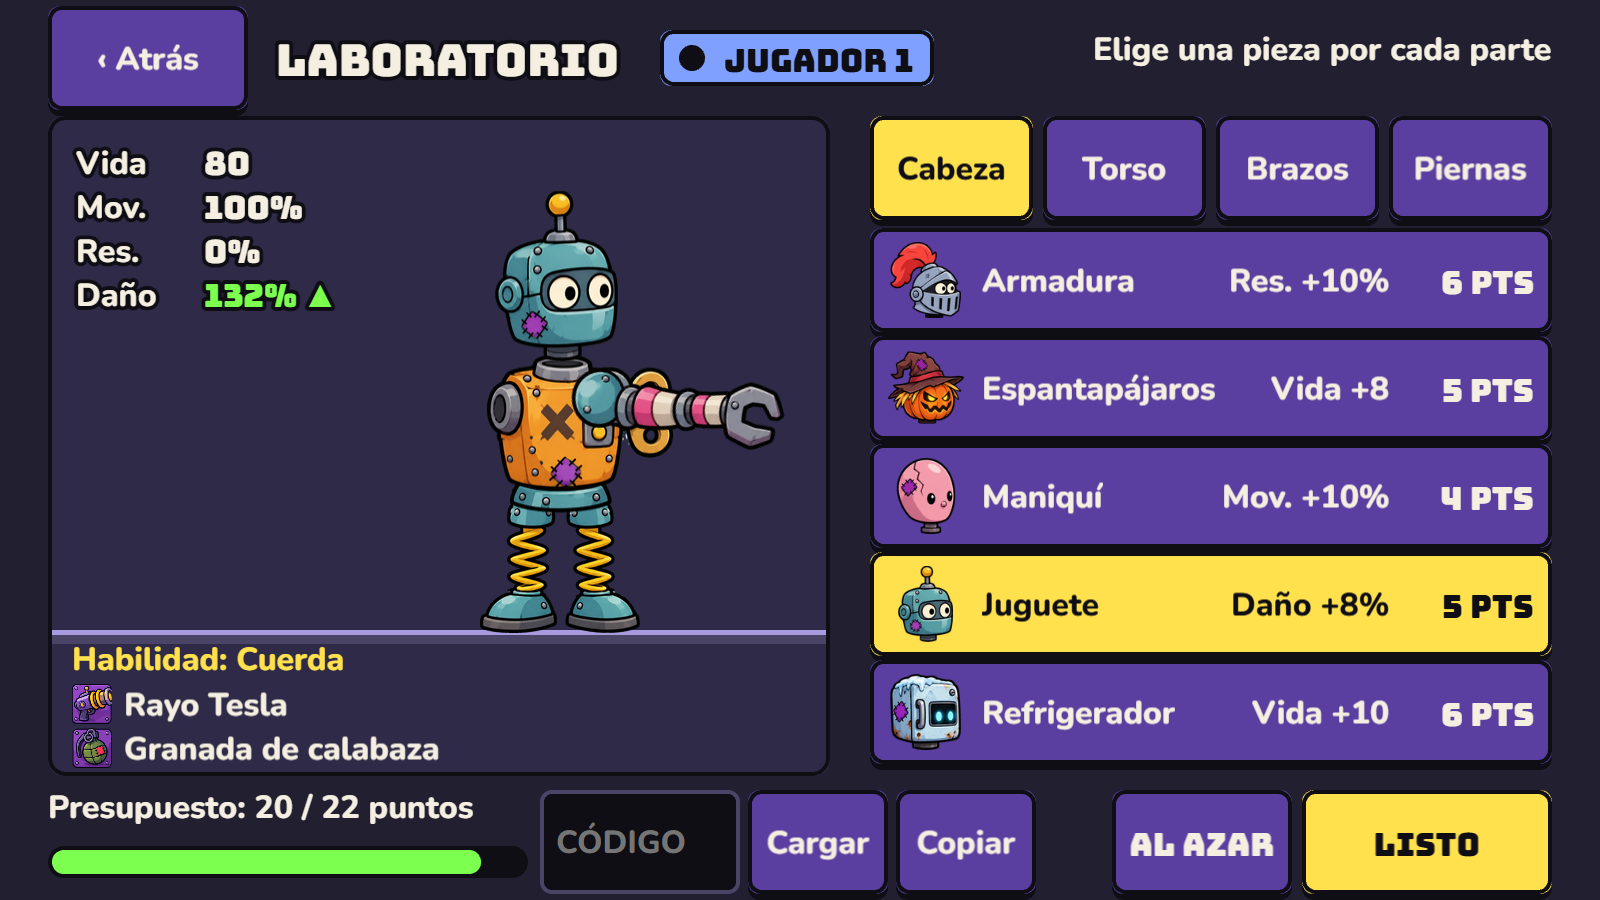 ‹ Atrás
LABORATORIO
JUGADOR 1
Elige una pieza por cada parte
Vida 80
Mov. 100%
Res. 0%
Daño 132% ▲
Habilidad: Cuerda
Rayo Tesla
Granada de calabaza
Cabeza
Torso
Brazos
Piernas
Armadura Res. +10% 6 PTS
Espantapájaros Vida +8 5 PTS
Maniquí Mov. +10% 4 PTS
Juguete Daño +8% 5 PTS
Refrigerador Vida +10 6 PTS
Presupuesto: 20 / 22 puntos
CÓDIGO
Cargar
Copiar
AL AZAR
LISTO